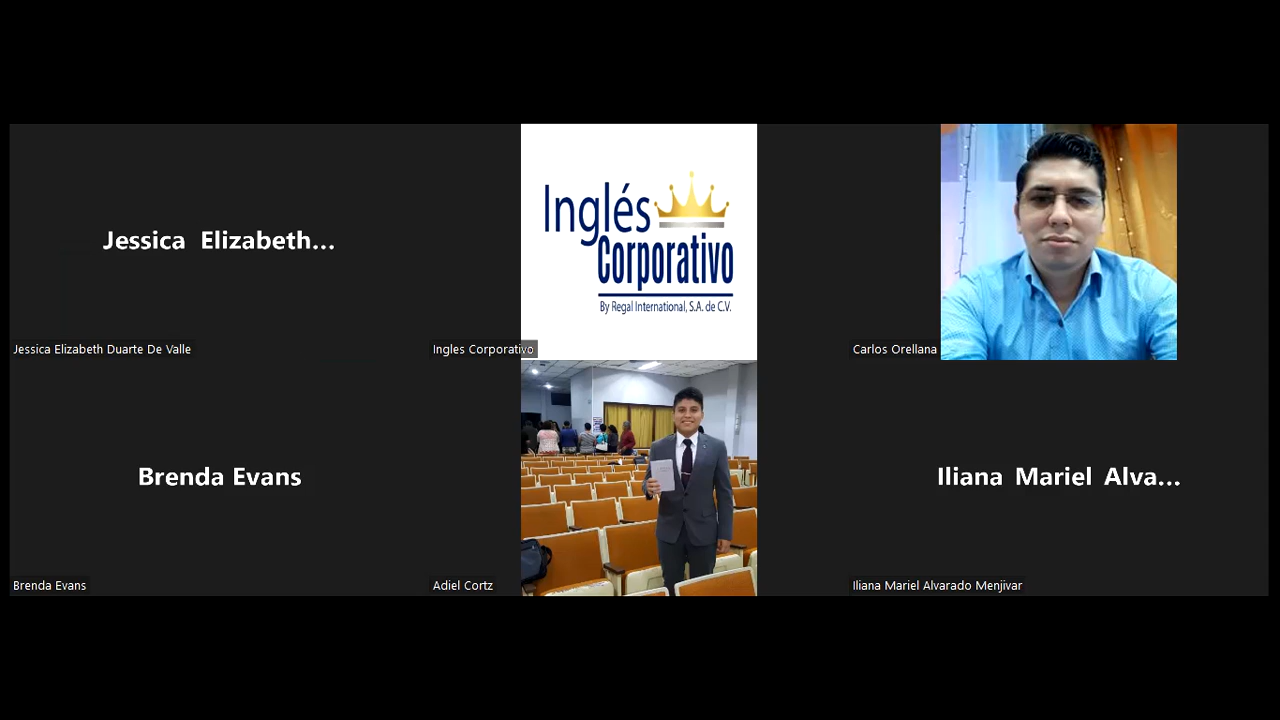 Jessica Elizabeth...
Jessica Elizabeth Duarte De Valle
Inglés
Corporativo
By Regal International, S.A. de C.V.
Ingles Corporativo
Carlos Orellana
Brenda Evans
Brenda Evans
Adiel Cortz
Iliana Mariel Alva...
Iliana Mariel Alvarado Menjivar